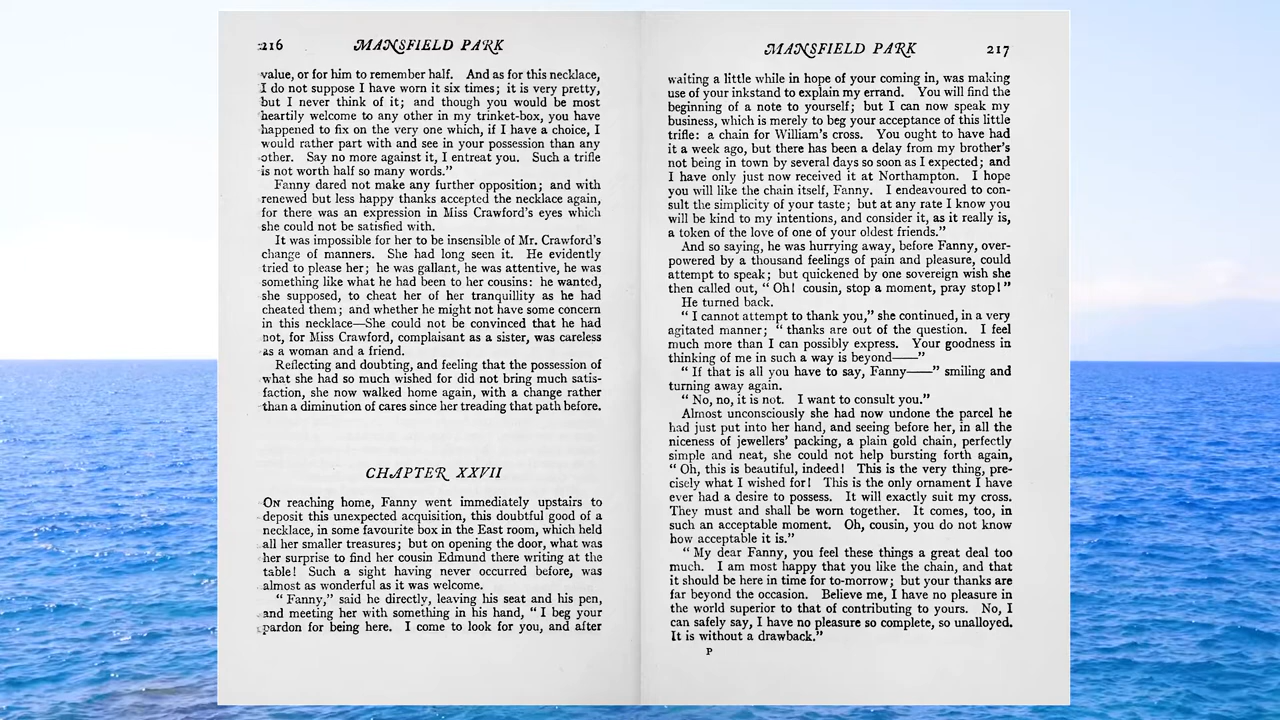 216 MANSFIELD PARK
value, or for him to remember half. And as for this necklace,
I do not suppose I have worn it six times; it is very pretty,
but I never think of it; and though you would be most
heartily welcome to any other in my trinket-box, you have
happened to fix on the very one which, if I have a choice, I
would rather part with and see in your possession than any
other. Say no more against it, I entreat you. Such a trifle
is not worth half so many words.”
Fanny dared not make any further opposition; and with
renewed but less happy thanks accepted the necklace again,
for there was an expression in Miss Crawford’s eyes which
she could not be satisfied with.
It was impossible for her to be insensible of Mr. Crawford’s
change of manners. She had long seen it. He evidently
tried to please her; he was gallant, he was attentive, he was
something like what he had been to her cousins: he wanted,
she supposed, to cheat her of her tranquillity as he had
cheated them; and whether he might not have some concern
in this necklace—She could not be convinced that he had
not, for Miss Crawford, complaisant as a sister, was careless
as a woman and a friend.
Reflecting and doubting, and feeling that the possession of
what she had so much wished for did not bring much satis-
faction, she now walked home again, with a change rather
than a diminution of cares since her treading that path before.
CHAPTER XXVII
On reaching home, Fanny went immediately upstairs to
deposit this unexpected acquisition, this doubtful good of a
necklace, in some favourite box in the East room, which held
all her smaller treasures; but on opening the door, what was
her surprise to find her cousin Edmund there writing at the
table! Such a sight having never occurred before, was
almost as wonderful as it was welcome.
“Fanny,” said he directly, leaving his seat and his pen,
and meeting her with something in his hand, “I beg your
pardon for being here. I come to look for you, and after
MANSFIELD PARK 217
waiting a little while in hope of your coming in, was making
use of your inkstand to explain my errand. You will find the
beginning of a note to yourself; but I can now speak my
business, which is merely to beg your acceptance of this little
trifle: a chain for William’s cross. You ought to have had
it a week ago, but there has been a delay from my brother’s
not being in town by several days so soon as I expected; and
I have only just now received it at Northampton. I hope
you will like the chain itself, Fanny. I endeavoured to con-
sult the simplicity of your taste; but at any rate I know you
will be kind to my intentions, and consider it, as it really is,
a token of the love of one of your oldest friends.”
And so saying, he was hurrying away, before Fanny, over-
powered by a thousand feelings of pain and pleasure, could
attempt to speak; but quickened by one sovereign wish she
then called out, “Oh! cousin, stop a moment, pray stop!”
He turned back.
“I cannot attempt to thank you,” she continued, in a very
agitated manner; “thanks are out of the question. I feel
much more than I can possibly express. Your goodness in
thinking of me in such a way is beyond——”
“If that is all you have to say, Fanny——” smiling and
turning away again.
“No, no, it is not. I want to consult you.”
Almost unconsciously she had now undone the parcel he
had just put into her hand, and seeing before her, in all the
niceness of jewellers’ packing, a plain gold chain, perfectly
simple and neat, she could not help bursting forth again,
“Oh, this is beautiful, indeed! This is the very thing, pre-
cisely what I wished for! This is the only ornament I have
ever had a desire to possess. It will exactly suit my cross.
They must and shall be worn together. It comes, too, in
such an acceptable moment. Oh, cousin, you do not know
how acceptable it is.”
“My dear Fanny, you feel these things a great deal too
much. I am most happy that you like the chain, and that
it should be here in time for to-morrow; but your thanks are
far beyond the occasion. Believe me, I have no pleasure in
the world superior to that of contributing to yours. No, I
can safely say, I have no pleasure so complete, so unalloyed.
It is without a drawback.”
P